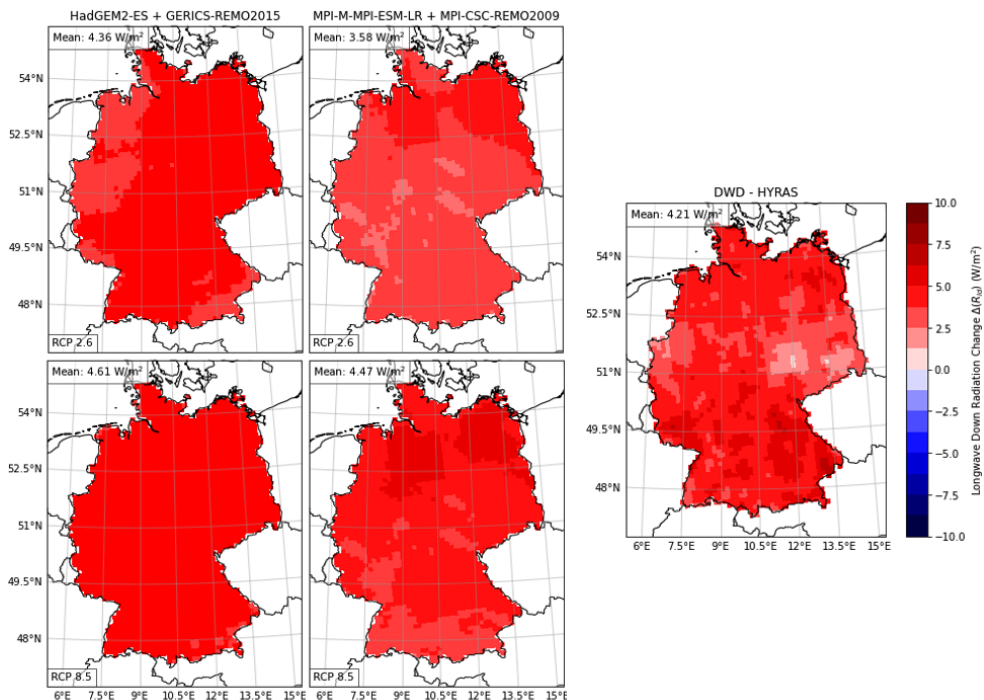 HadGEM2-ES + GERICS-REMO2015
MPI-M-MPI-ESM-LR + MPI-CSC-REMO2009
Mean: 4.36 W/m²
Mean: 3.58 W/m²
54°N
52.5°N
51°N
49.5°N
48°N
RCP 2.6
RCP 2.6
Mean: 4.61 W/m²
Mean: 4.47 W/m²
54°N
52.5°N
51°N
49.5°N
48°N
RCP 8.5
RCP 8.5
6°E 7.5°E 9°E 10.5°E 12°E 13.5°E 15°E
6°E 7.5°E 9°E 10.5°E 12°E 13.5°E 15°E
DWD - HYRAS
Mean: 4.21 W/m²
54°N
52.5°N
51°N
49.5°N
48°N
6°E 7.5°E 9°E 10.5°E 12°E 13.5°E 15°E
10.0
7.5
5.0
2.5
0.0
−2.5
−5.0
−7.5
−10.0
Longwave Down Radiation Change Δ(Rld) (W/m²)